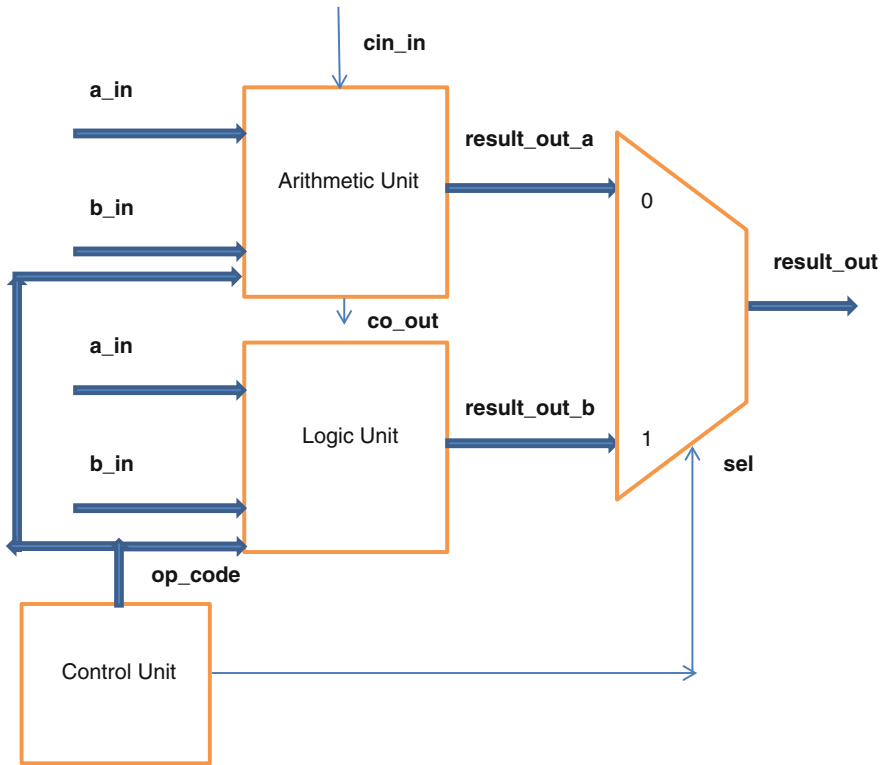 cin_in
a_in
Arithmetic Unit
result_out_a
b_in
0
result_out
co_out
a_in
Logic Unit
result_out_b
1
b_in
sel
op_code
Control Unit